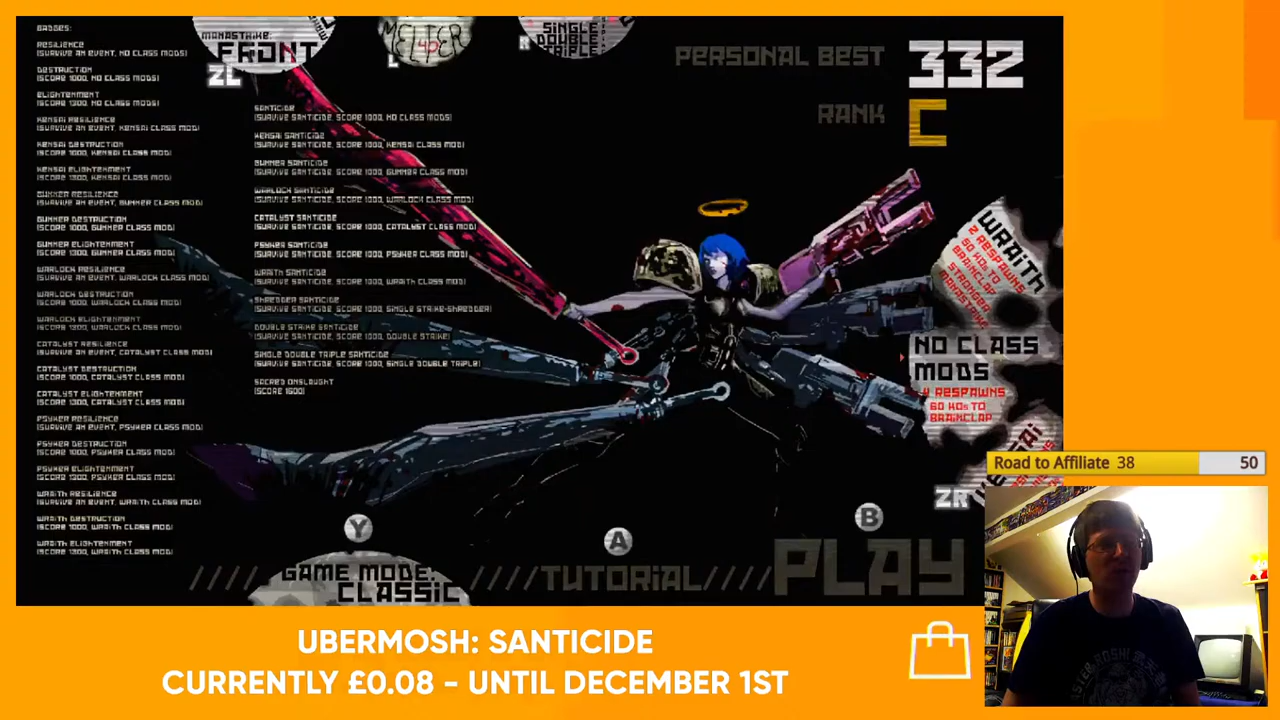 BADGES:
RESILIENCE
(SURVIVE AN EVENT, NO CLASS MODS)
DESTRUCTION
(SCORE 1000, NO CLASS MODS)
ELIGHTENMENT
(SCORE 1300, NO CLASS MODS)
KENSAI RESILIENCE
(SURVIVE AN EVENT, KENSAI CLASS MOD)
KENSAI DESTRUCTION
(SCORE 1000, KENSAI CLASS MOD)
KENSAI ELIGHTENMENT
(SCORE 1300, KENSAI CLASS MOD)
GUNNER RESILIENCE
(SURVIVE AN EVENT, GUNNER CLASS MOD)
GUNNER DESTRUCTION
(SCORE 1000, GUNNER CLASS MOD)
GUNNER ELIGHTENMENT
(SCORE 1300, GUNNER CLASS MOD)
WARLOCK RESILIENCE
(SURVIVE AN EVENT, WARLOCK CLASS MOD)
WARLOCK DESTRUCTION
(SCORE 1000, WARLOCK CLASS MOD)
WARLOCK ELIGHTENMENT
(SCORE 1300, WARLOCK CLASS MOD)
CATALYST RESILIENCE
(SURVIVE AN EVENT, CATALYST CLASS MOD)
CATALYST DESTRUCTION
(SCORE 1000, CATALYST CLASS MOD)
CATALYST ELIGHTENMENT
(SCORE 1300, CATALYST CLASS MOD)
PSYKER RESILIENCE
(SURVIVE AN EVENT, PSYKER CLASS MOD)
PSYKER DESTRUCTION
(SCORE 1000, PSYKER CLASS MOD)
PSYKER ELIGHTENMENT
(SCORE 1300, PSYKER CLASS MOD)
WRAITH RESILIENCE
(SURVIVE AN EVENT, WRAITH CLASS MOD)
WRAITH DESTRUCTION
(SCORE 1000, WRAITH CLASS MOD)
WRAITH ELIGHTENMENT
(SCORE 1300, WRAITH CLASS MOD)
MANASTRIKE:
FRONT
ZL
MELTER
L
R
SINGLE
DOUBLE
TRIPLE
SANTICIDE
(SURVIVE SANTICIDE, SCORE 1000, NO CLASS MODS)
KENSAI SANTICIDE
(SURVIVE SANTICIDE, SCORE 1000, KENSAI CLASS MOD)
GUNNER SANTICIDE
(SURVIVE SANTICIDE, SCORE 1000, GUNNER CLASS MOD)
WARLOCK SANTICIDE
(SURVIVE SANTICIDE, SCORE 1000, WARLOCK CLASS MOD)
CATALYST SANTICIDE
(SURVIVE SANTICIDE, SCORE 1000, CATALYST CLASS MOD)
PSYKER SANTICIDE
(SURVIVE SANTICIDE, SCORE 1000, PSYKER CLASS MOD)
WRAITH SANTICIDE
(SURVIVE SANTICIDE, SCORE 1000, WRAITH CLASS MOD)
SHREDDER SANTICIDE
(SURVIVE SANTICIDE, SCORE 1000, SINGLE STRIKE-SHREDDER)
DOUBLE STRIKE SANTICIDE
(SURVIVE SANTICIDE, SCORE 1000, DOUBLE STRIKE)
SINGLE DOUBLE TRIPLE SANTICIDE
(SURVIVE SANTICIDE, SCORE 1000, SINGLE DOUBLE TRIPLE)
SACRED ONSLAUGHT
(SCORE 1600)
PERSONAL BEST 332
RANK C
WRAITH
2 RESPAWNS
50 KOs TO
BRAINCLAP
STRONGER
MANASTRIKE
NO CLASS
MODS
4 RESPAWNS
60 KOs TO
BRAINCLAP
ZR
Y
A
B
GAME MODE:
CLASSIC
////TUTORIAL////PLAY
Road to Affiliate 38 50
UBERMOSH: SANTICIDE
CURRENTLY £0.08 - UNTIL DECEMBER 1ST